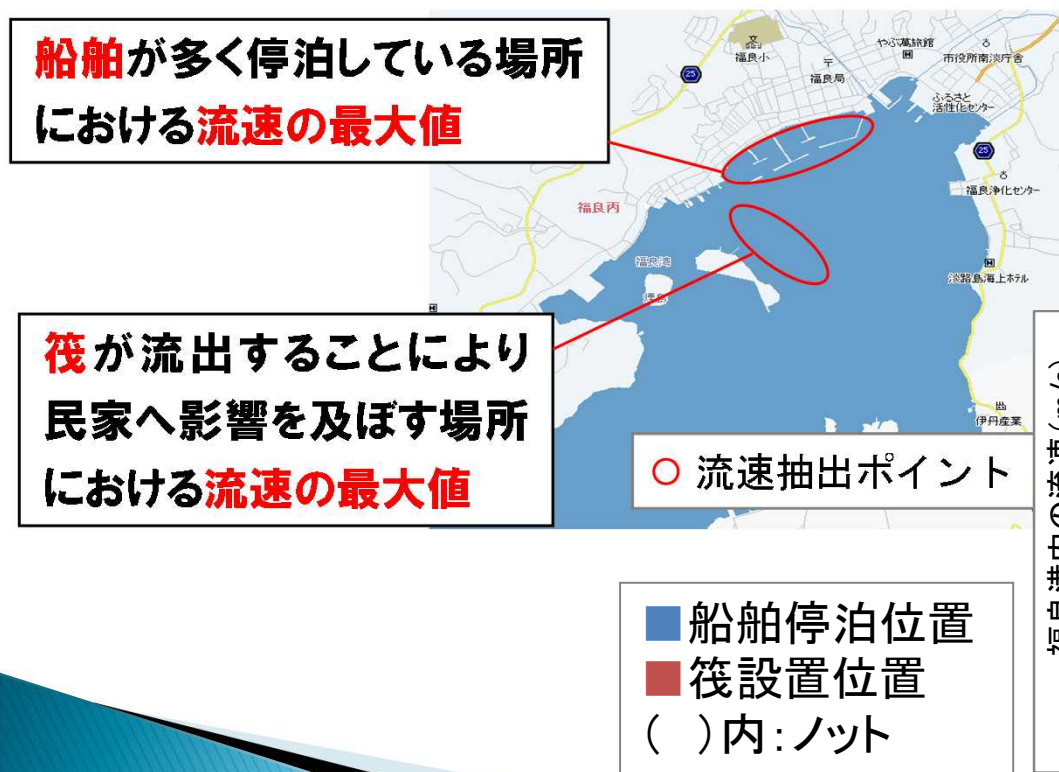 船舶が多く停泊している場所
における流速の最大値
筏が流出することにより
民家へ影響を及ぼす場所
における流速の最大値
福良小
25
福良局
やぶ萬旅館
市役所南淡庁舎
ふるさと
活性化センター
25
福良浄化センター
福良丙
福良湾
煙島
淡路島海上ホテル
伊丹産業
○ 流速抽出ポイント
■船舶停泊位置
■筏設置位置
(　)内：ノット